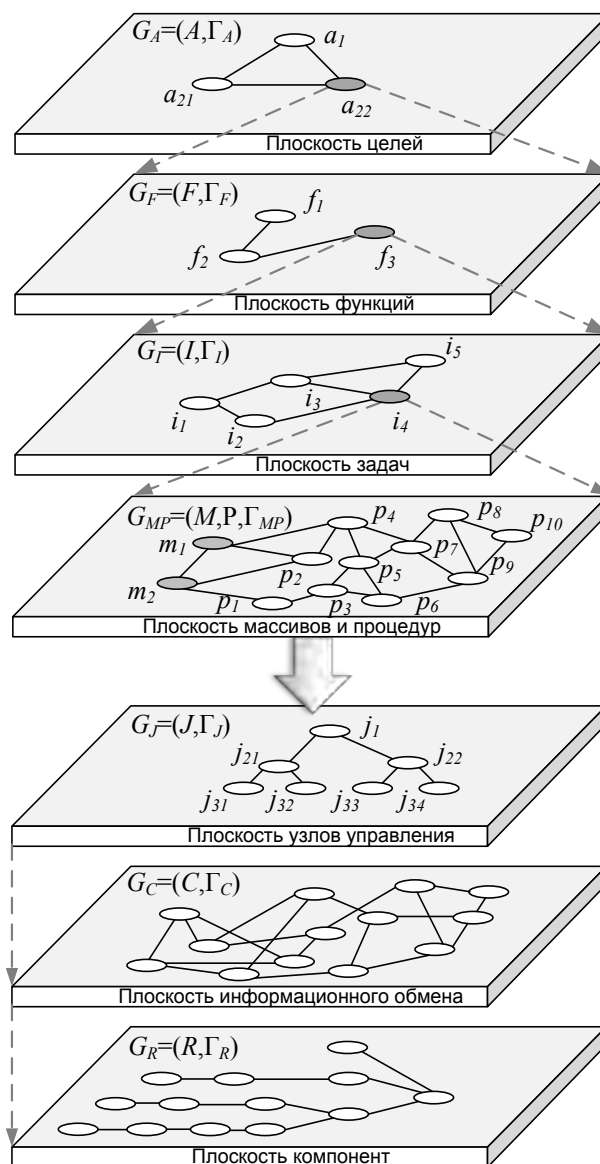 G_A=(A,Γ_A)
a_1
a_21
a_22
Плоскость целей
G_F=(F,Γ_F)
f_1
f_2
f_3
Плоскость функций
G_I=(I,Γ_I)
i_5
i_3
i_1
i_2
i_4
Плоскость задач
G_MP=(M,P,Γ_MP)
p_4
p_8
p_10
m_1
p_7
p_2
p_5
p_9
m_2
p_1
p_3
p_6
Плоскость массивов и процедур
G_J=(J,Γ_J)
j_1
j_21
j_22
j_31
j_32
j_33
j_34
Плоскость узлов управления
G_C=(C,Γ_C)
Плоскость информационного обмена
G_R=(R,Γ_R)
Плоскость компонент